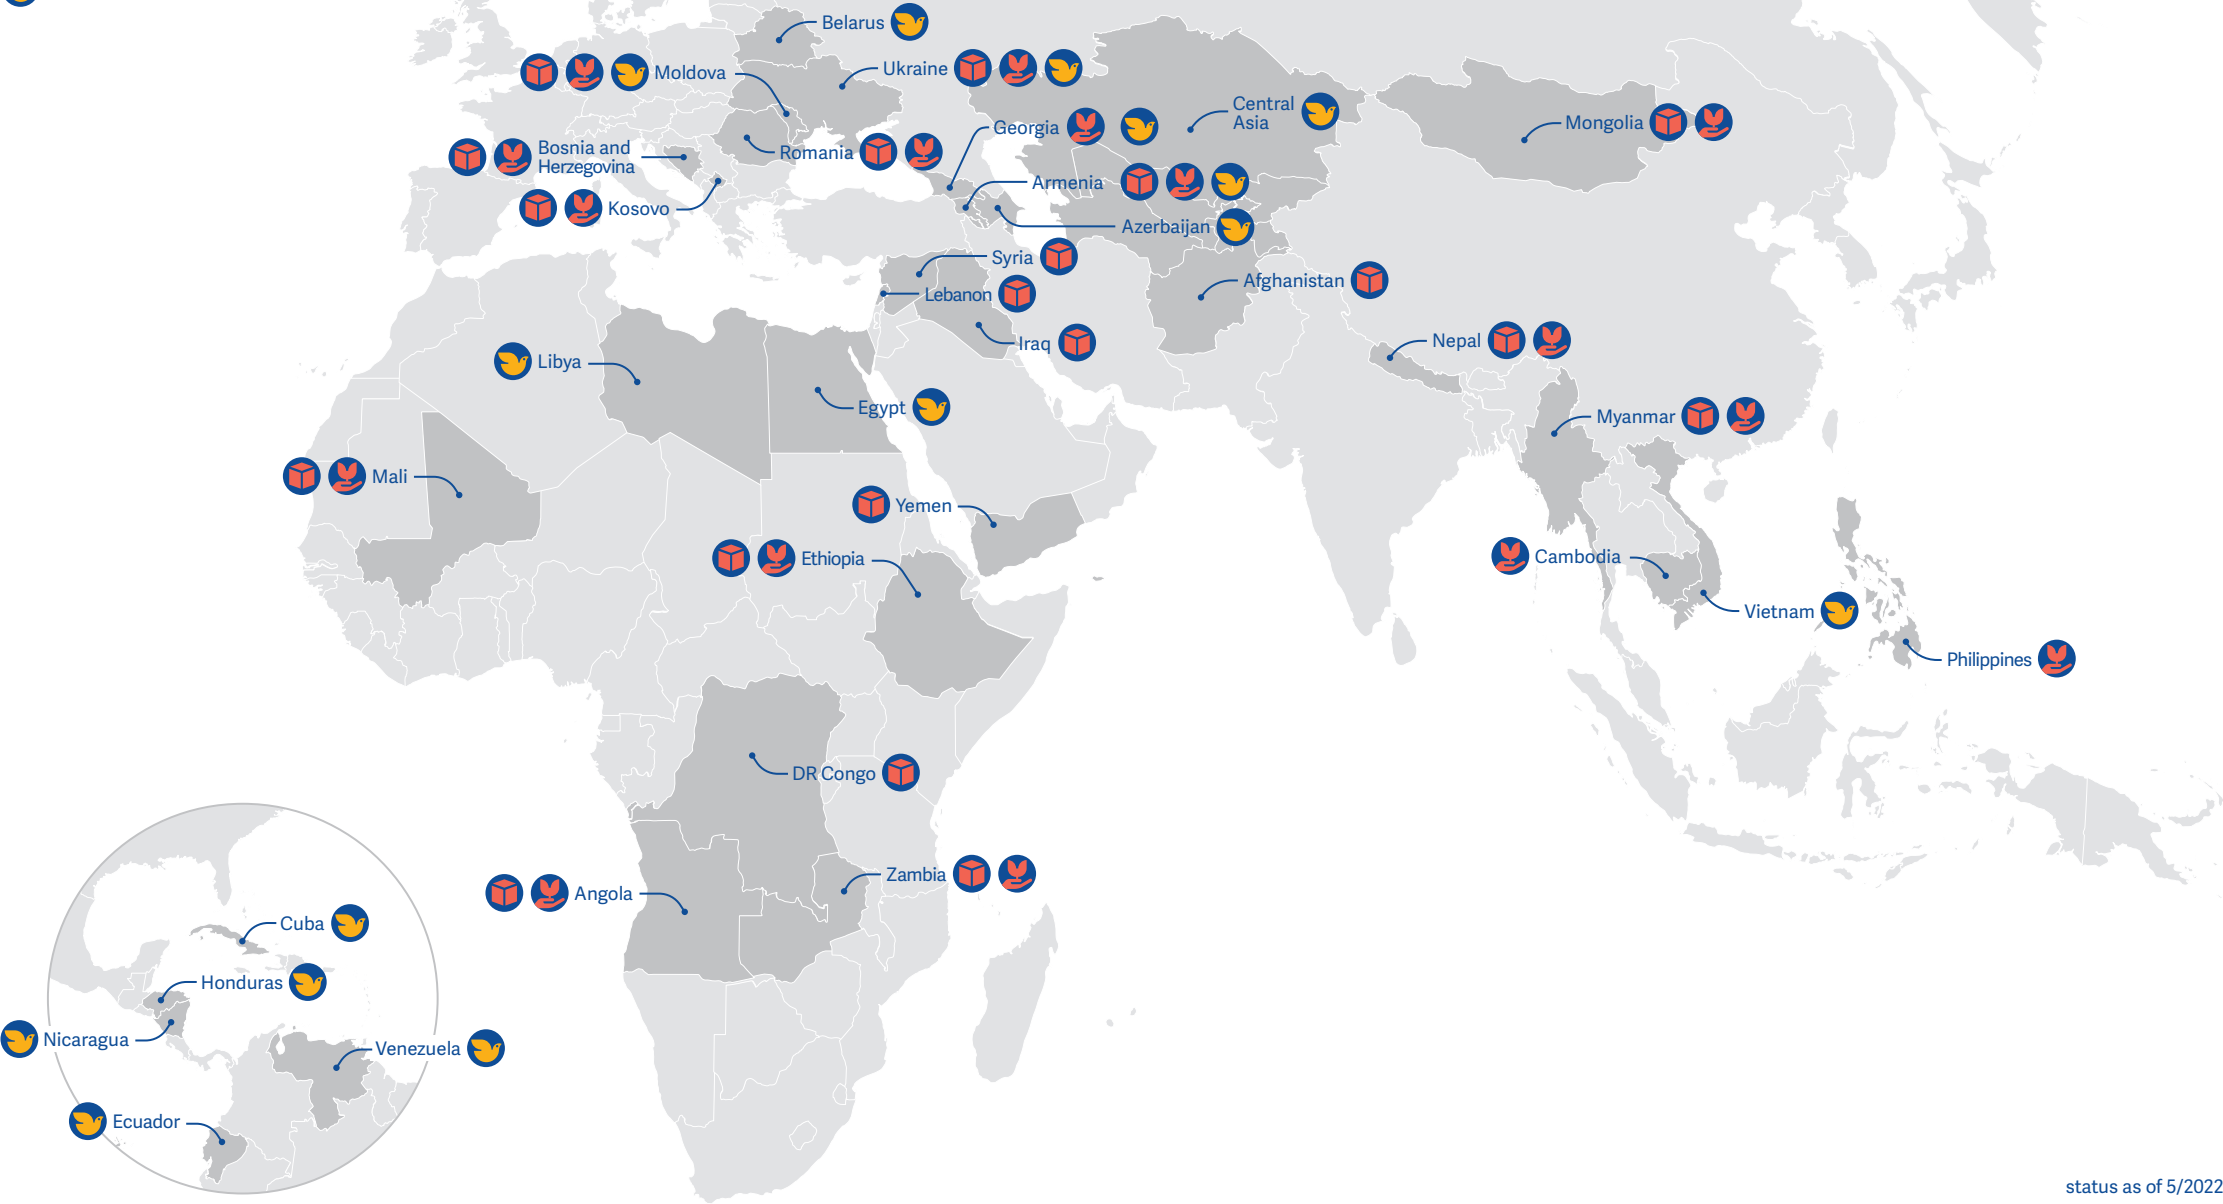 Belarus
Ukraine
Moldova
Central
Asia
Georgia
Mongolia
Bosnia and
Herzegovina
Romania
Armenia
Kosovo
Azerbaijan
Syria
Afghanistan
Lebanon
Iraq
Nepal
Libya
Egypt
Myanmar
Mali
Yemen
Ethiopia
Cambodia
Vietnam
Philippines
DR Congo
Zambia
Angola
Cuba
Honduras
Nicaragua
Venezuela
Ecuador
status as of 5/2022